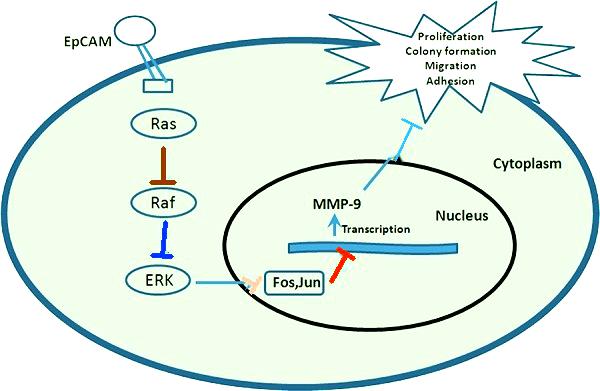 EpCAM
Proliferation
Colony formation
Migration
Adhesion
Ras
Cytoplasm
Raf
MMP-9
Nucleus
Transcription
ERK
Fos,Jun